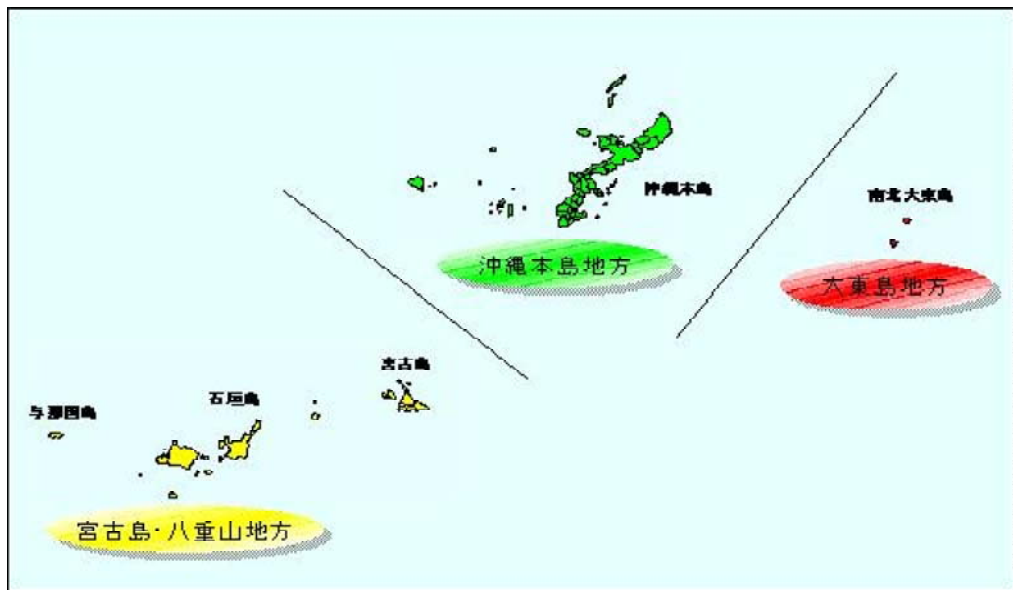 沖縄本島
南北大東島
沖縄本島地方
大東島地方
宮古島
石垣島
与那国島
宮古島・八重山地方